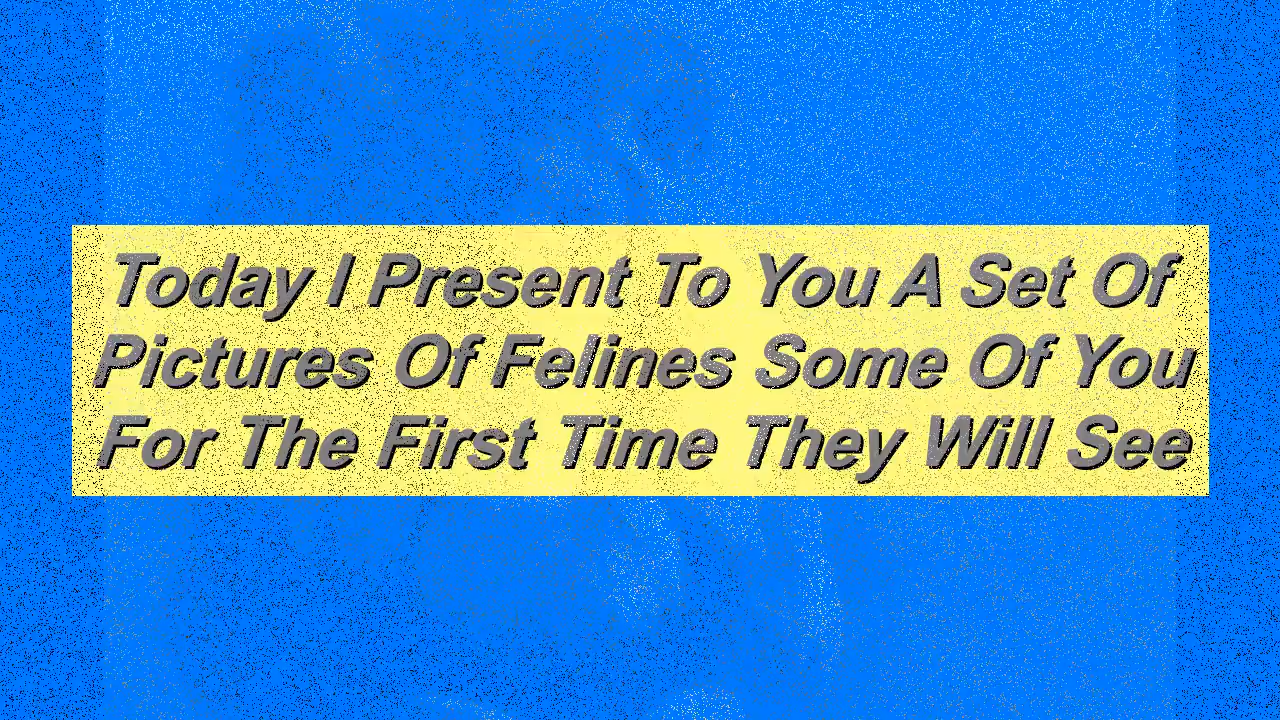 Today I Present To You A Set Of
Pictures Of Felines Some Of You
For The First Time They Will See